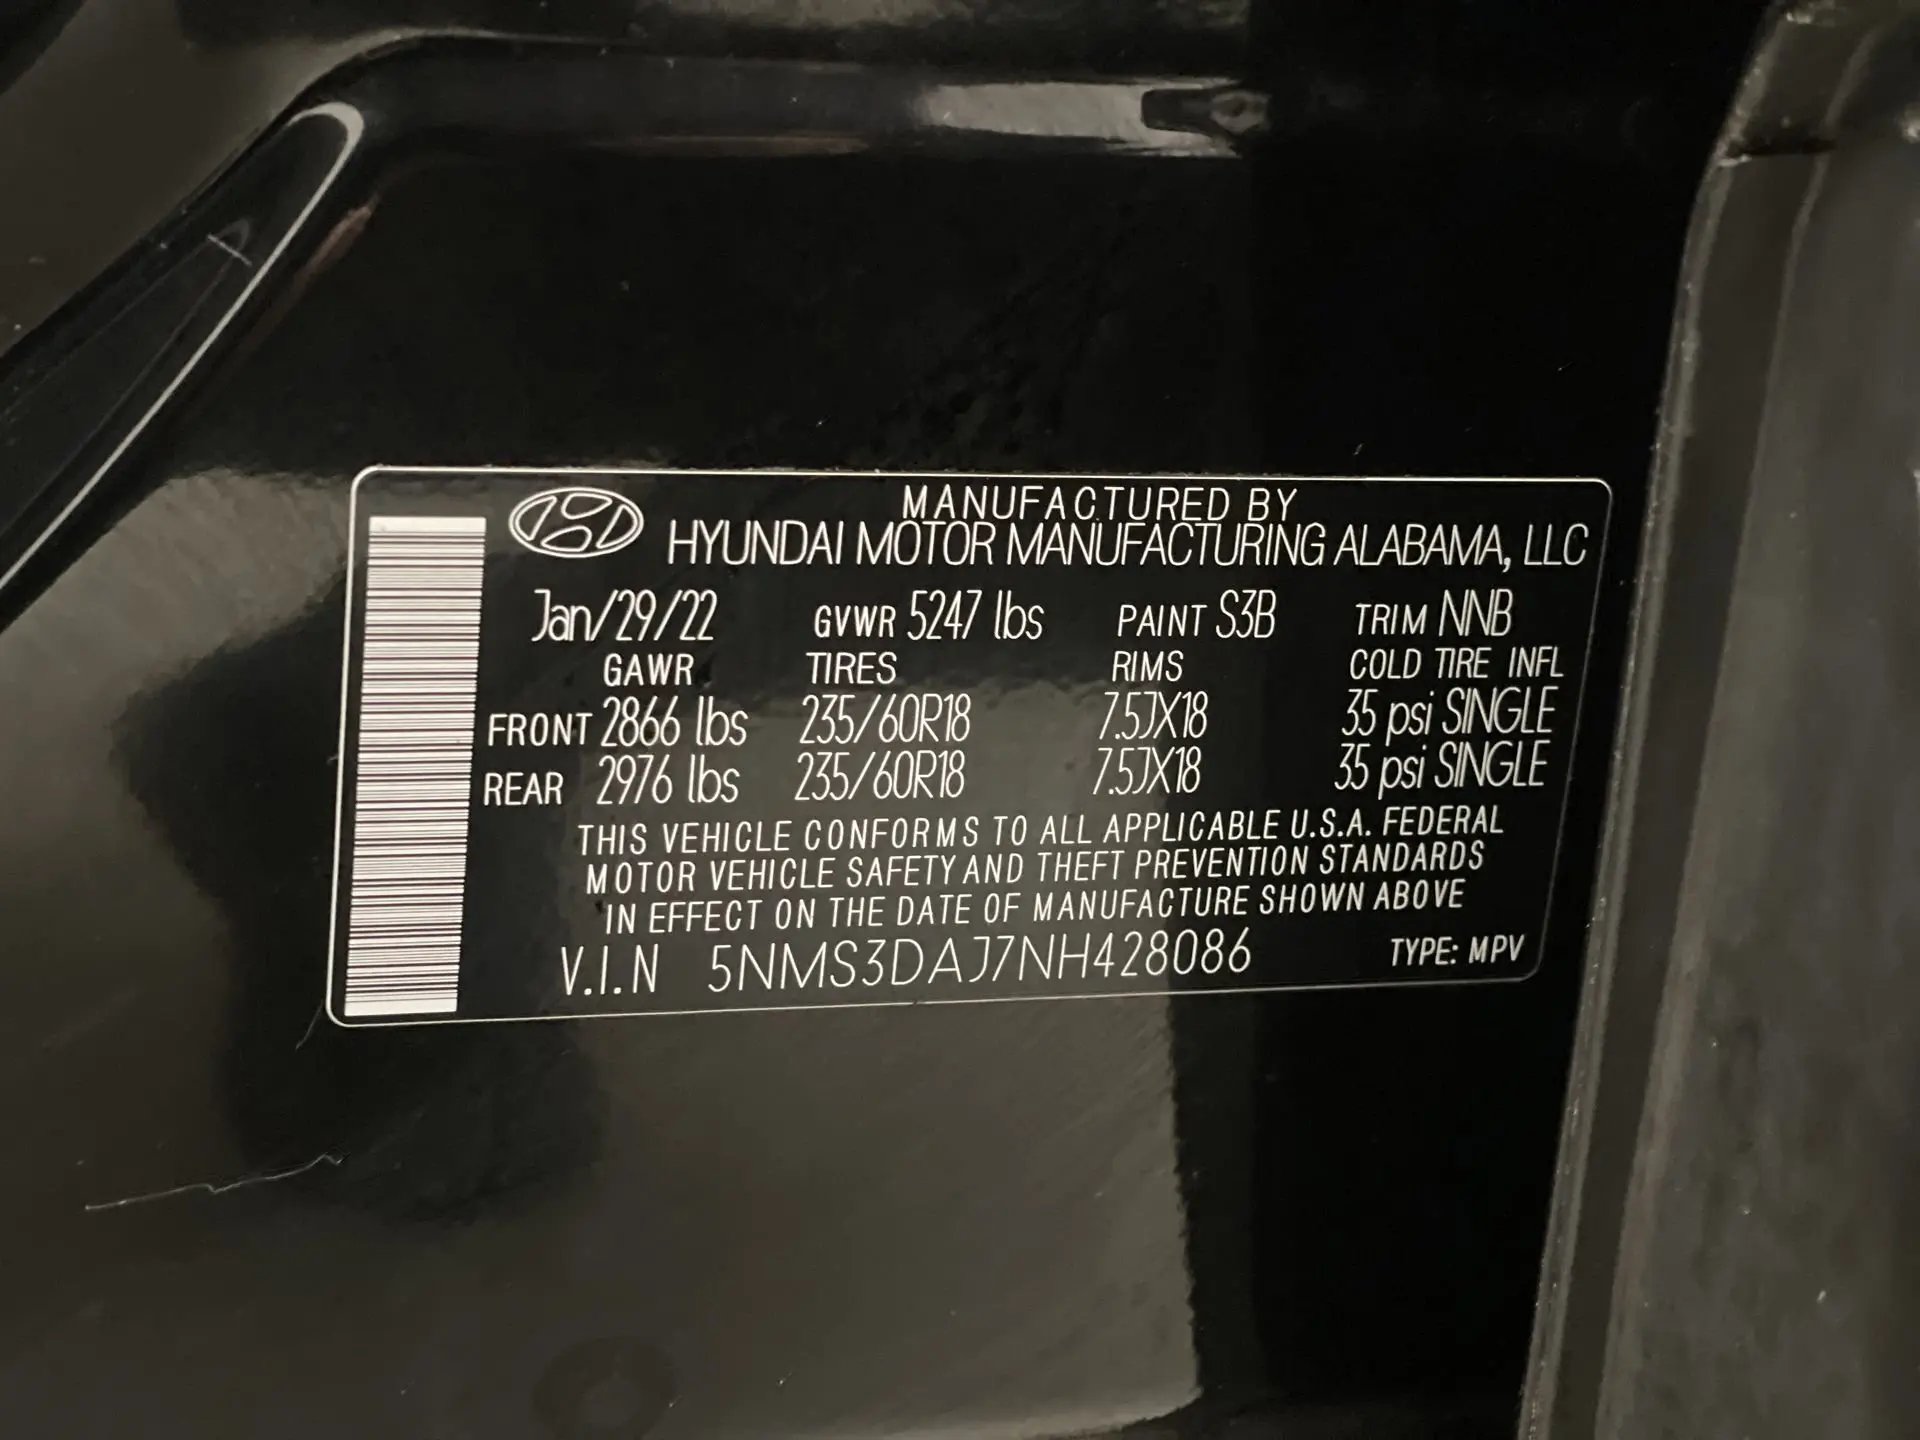 MANUFACTURED BY
HYUNDAI MOTOR MANUFACTURING ALABAMA, LLC
Jan/29/22 GVWR 5247 lbs PAINT S3B TRIM NNB
GAWR TIRES RIMS COLD TIRE INFL
FRONT 2866 lbs 235/60R18 7.5JX18 35 psi SINGLE
REAR 2976 lbs 235/60R18 7.5JX18 35 psi SINGLE
THIS VEHICLE CONFORMS TO ALL APPLICABLE U.S.A. FEDERAL
MOTOR VEHICLE SAFETY AND THEFT PREVENTION STANDARDS
IN EFFECT ON THE DATE OF MANUFACTURE SHOWN ABOVE
V.I.N 5NMS3DAJ7NH428086 TYPE: MPV